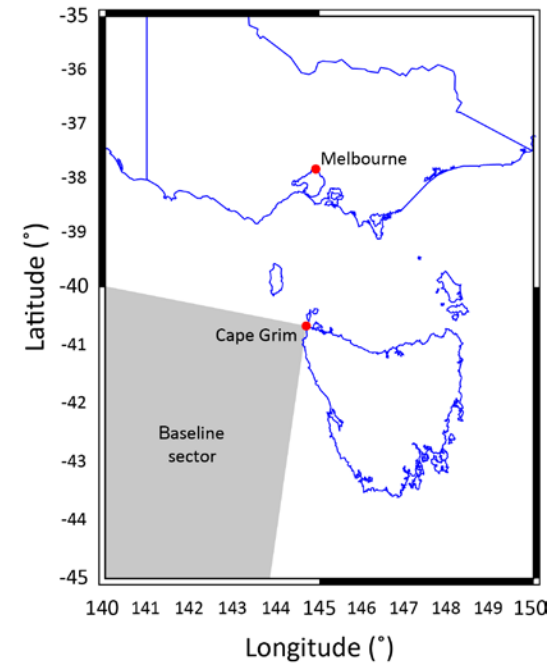 -35
-36
-37
Melbourne
-38
-39
Latitude (˚)
-40
Cape Grim
-41
-42
Baseline
sector
-43
-44
-45
140 141 142 143 144 145 146 147 148 149 150
Longitude (˚)